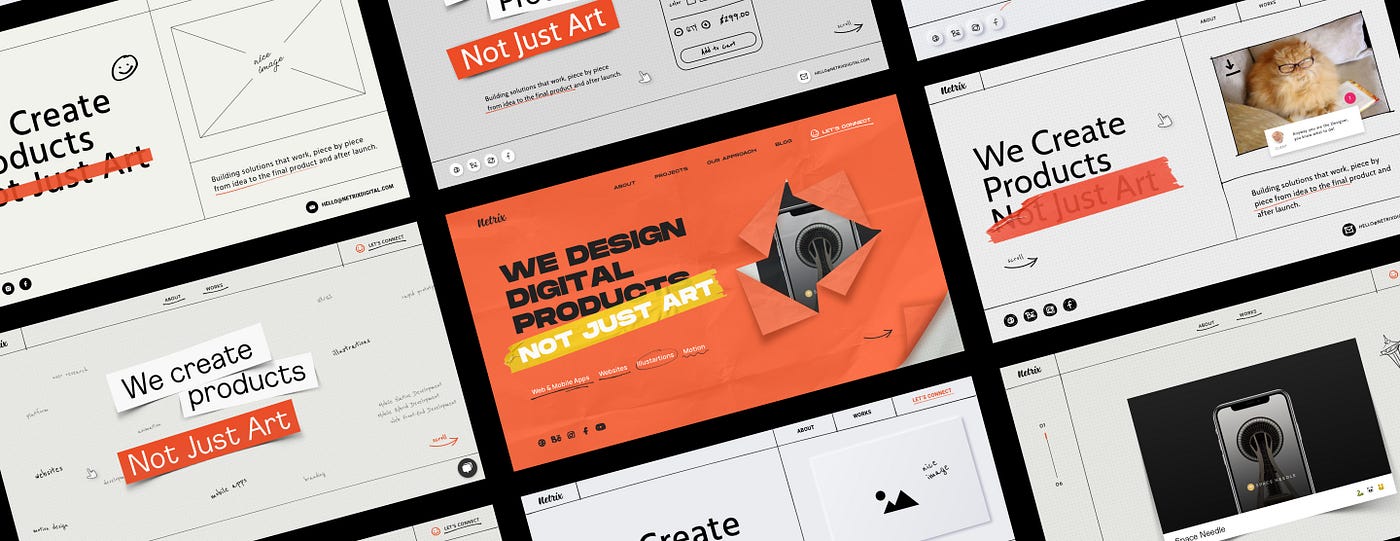 Create
oducts
ot Just Art
nice
image
Building solutions that work, piece by piece
from idea to the final product and after launch.
HELLO@NETRIXDIGITAL.COM
LET'S CONNECT
ABOUT
WORKS
user research
illustrations
platform
animation
We create
products
Not Just Art
Mobile Native Development
Mobile Hybrid Development
Web Front-End Development
scroll
websites
mobile apps
branding
motion design
LET'S CONNECT
Not Just Art
color
QTY
$299.00
Add to Cart
scroll
Building solutions that work, piece by piece
from idea to the final product and after launch.
HELLO@NETRIXDIGITAL.COM
Netrix
ABOUT
PROJECTS
OUR APPROACH
BLOG
LET'S CONNECT
WE DESIGN
DIGITAL
PRODUCTS
NOT JUST ART
Web & Mobile Apps
Websites
Illustartions
Motion
Netrix
ABOUT
WORKS
LET'S CONNECT
Create
nice
image
ABOUT
WORKS
Netrix
We Create
Products
Not Just Art
scroll
Anyway you are the Designer,
you know what to do!
Building solutions that work, piece by
piece from idea to the final product and
after launch.
HELLO@NETRIXDIGITAL.COM
Netrix
ABOUT
WORKS
01
06
SPACE NEEDLE
Space Needle